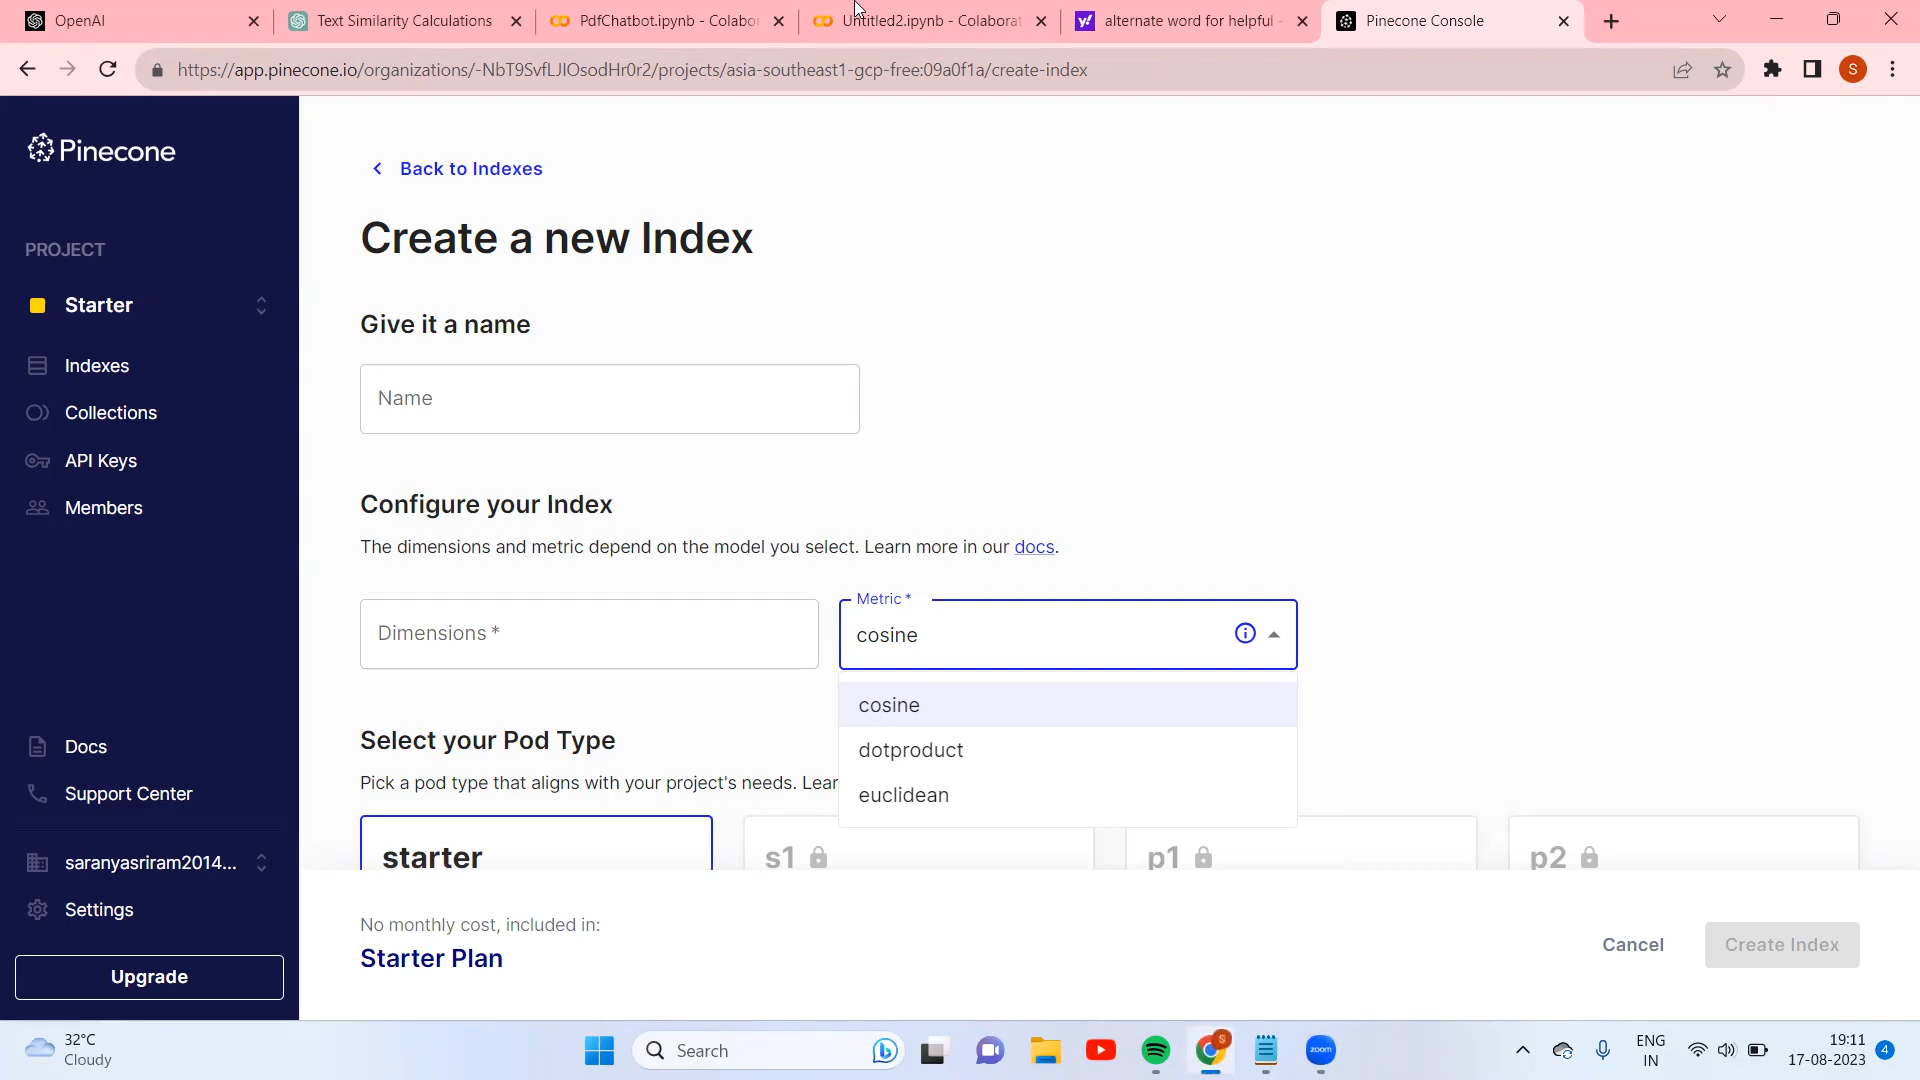 OpenAI
Text Similarity Calculations
PdfChatbot.ipynb - Colabor
Untitled2.ipynb - Colaborat
alternate word for helpful -
Pinecone Console
https://app.pinecone.io/organizations/-NbT9SvfLJIOsodHr0r2/projects/asia-southeast1-gcp-free:09a0f1a/create-index
S
Pinecone
PROJECT
Starter
Indexes
Collections
API Keys
Members
Docs
Support Center
saranyasriram2014...
Settings
Upgrade
Back to Indexes
Create a new Index
Give it a name
Name
Configure your Index
The dimensions and metric depend on the model you select. Learn more in our docs.
Dimensions *
Metric *
cosine
cosine
dotproduct
euclidean
Select your Pod Type
Pick a pod type that aligns with your project's needs. Lear
starter
s1
p1
p2
No monthly cost, included in:
Starter Plan
Cancel
Create Index
32°C
Cloudy
Search
S
zoom
ENG
IN
19:11
17-08-2023
4